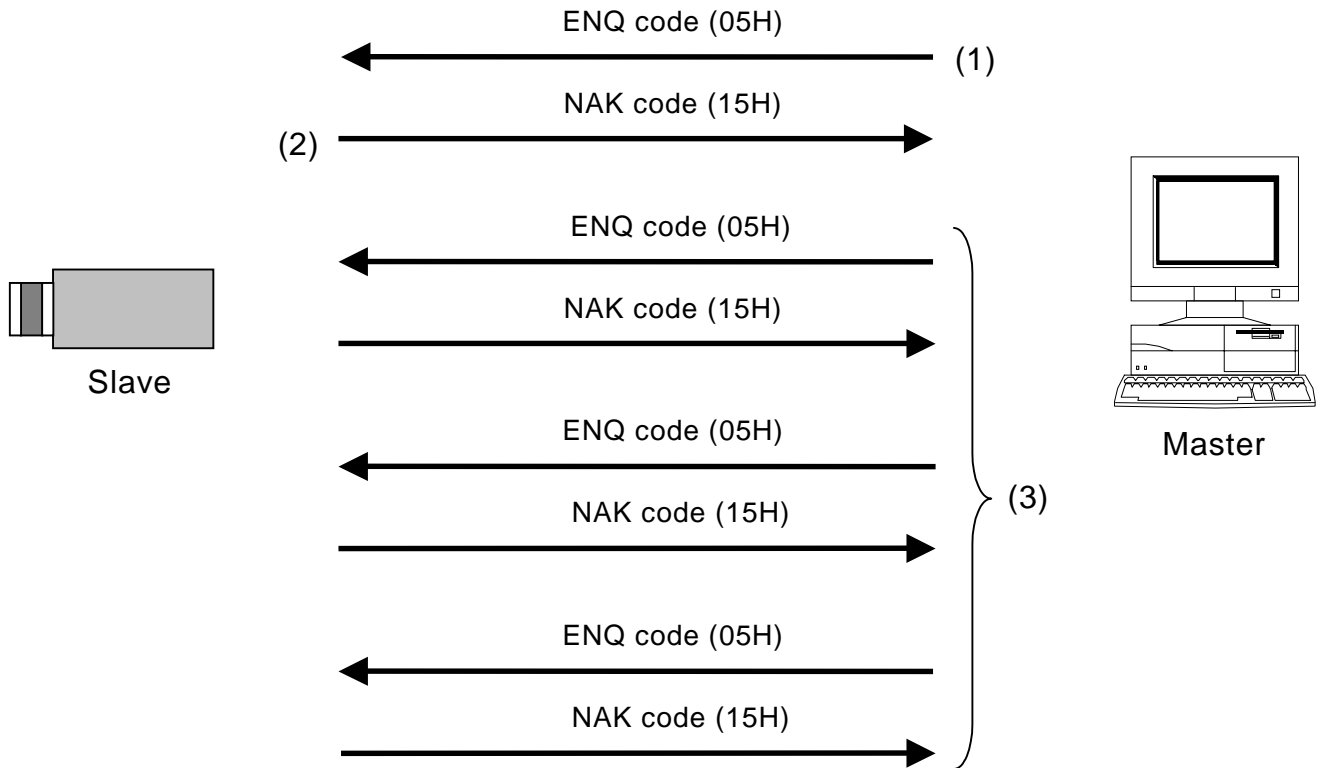 ENQ code (05H)
(1)
NAK code (15H)
(2)
ENQ code (05H)
NAK code (15H)
Slave
ENQ code (05H)
Master
(3)
NAK code (15H)
ENQ code (05H)
NAK code (15H)